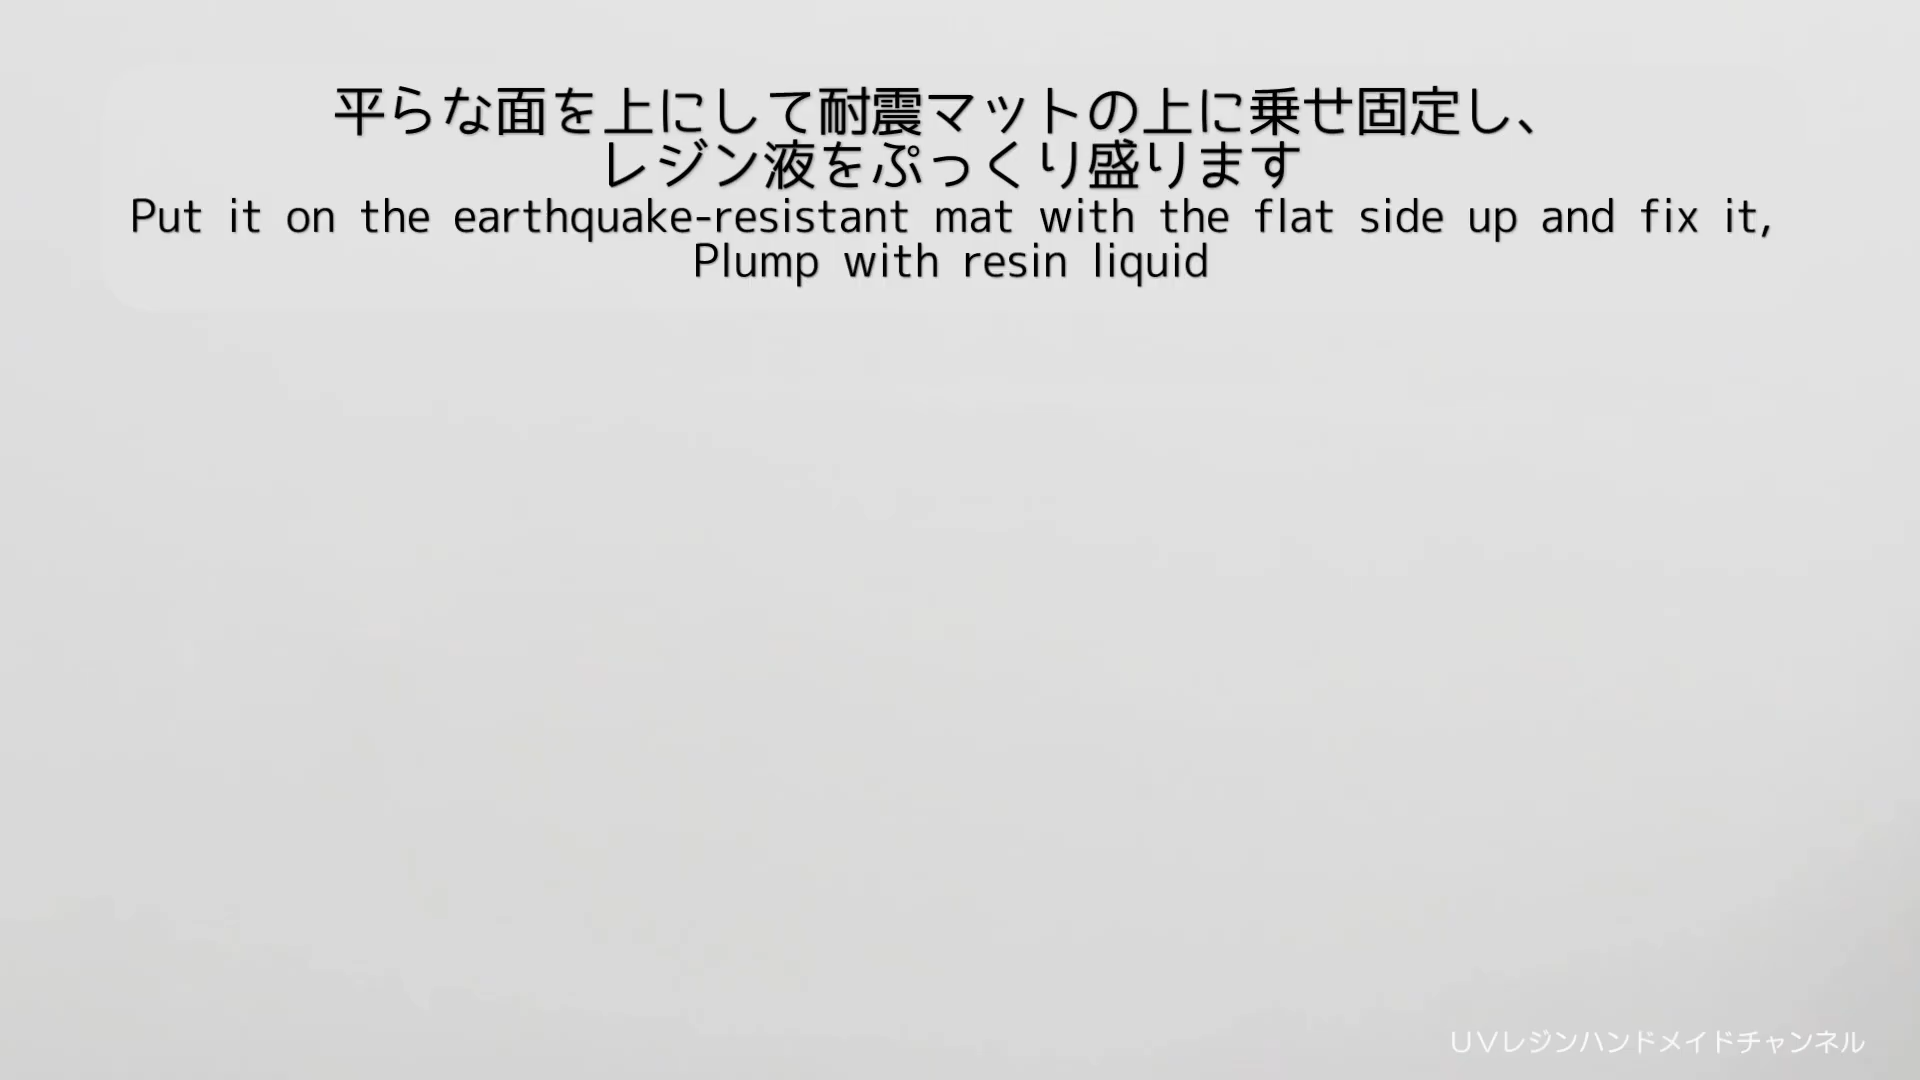 平らな面を上にして耐震マットの上に乗せ固定し、
レジン液をぷっくり盛ります
Put it on the earthquake-resistant mat with the flat side up and fix it,
Plump with resin liquid
UVレジンハンドメイドチャンネル